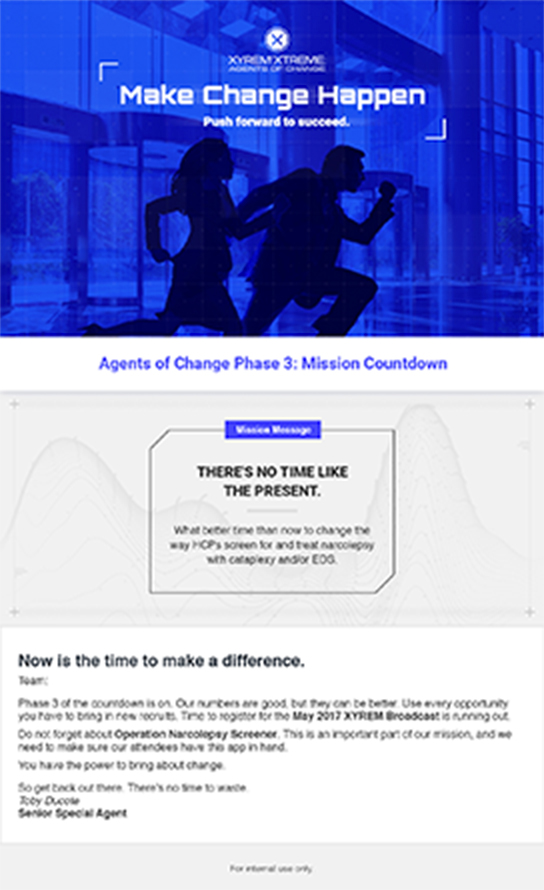 XYREM XTREME
AGENTS OF CHANGE
Make Change Happen
Push forward to succeed.
Agents of Change Phase 3: Mission Countdown
Mission Message
THERE'S NO TIME LIKE
THE PRESENT.
What better time than now to change the
way HCPs screen for and treat narcolepsy
with cataplexy and/or EDS.
Now is the time to make a difference.
Team:
Phase 3 of the countdown is on. Our numbers are good, but they can be better. Use every opportunity
you have to bring in new recruits. Time to register for the May 2017 XYREM Broadcast is running out.
Do not forget about Operation Narcolepsy Screener. This is an important part of our mission, and we
need to make sure our attendees have this app in hand.
You have the power to bring about change.
So get back out there. There's no time to waste.
Toby
Senior Special Agent
For internal use only.